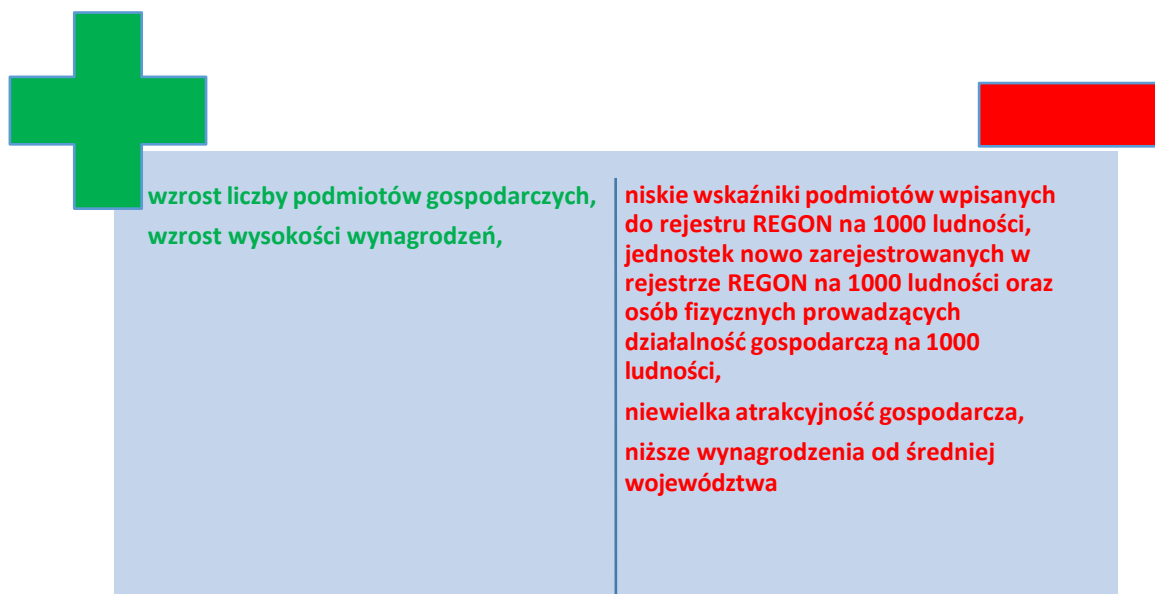 wzrost liczby podmiotów gospodarczych,
wzrost wysokości wynagrodzeń,
niskie wskaźniki podmiotów wpisanych
do rejestru REGON na 1000 ludności,
jednostek nowo zarejestrowanych w
rejestrze REGON na 1000 ludności oraz
osób fizycznych prowadzących
działalność gospodarczą na 1000
ludności,
niewielka atrakcyjność gospodarcza,
niższe wynagrodzenia od średniej
województwa